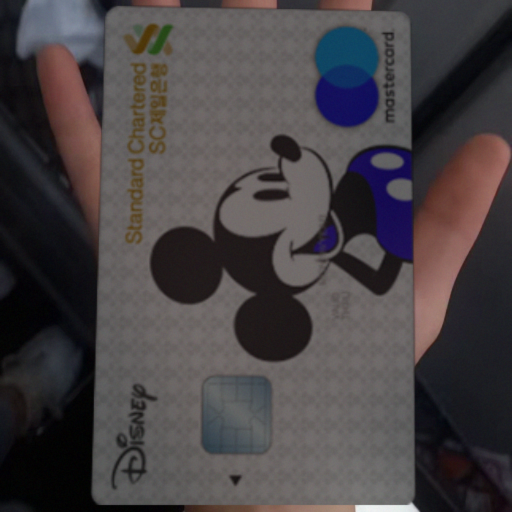 Standard Chartered
SC제일은행
mastercard
Disney